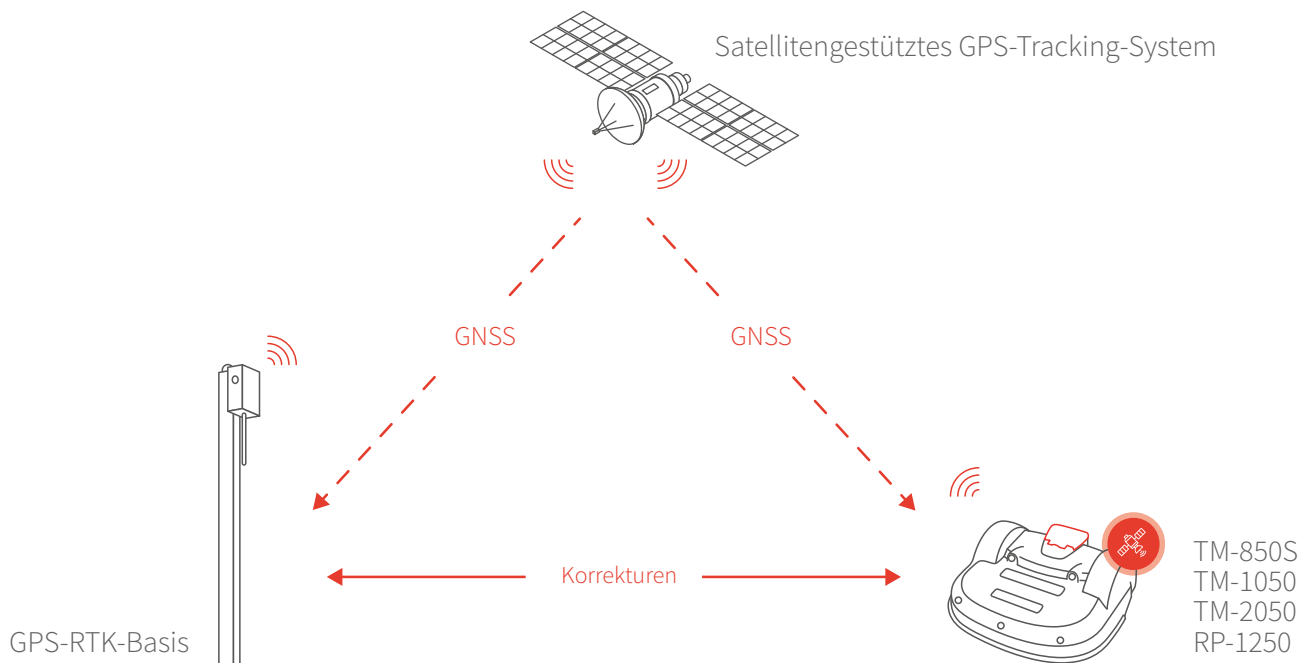 Satellitengestütztes GPS-Tracking-System
GNSS
GNSS
Korrekturen
GPS-RTK-Basis
TM-850S
TM-1050
TM-2050
RP-1250